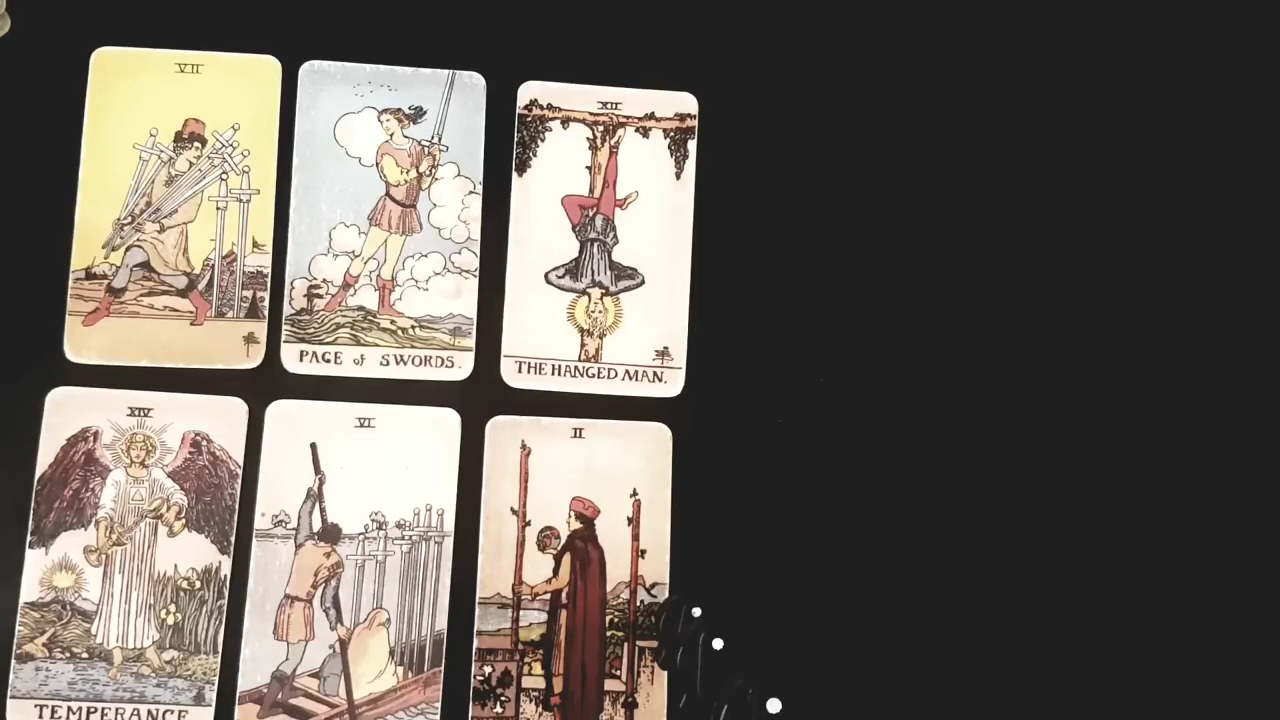 VII
XII
PAGE of SWORDS.
THE HANGED MAN.
XIV
VI
II
TEMPERANCE